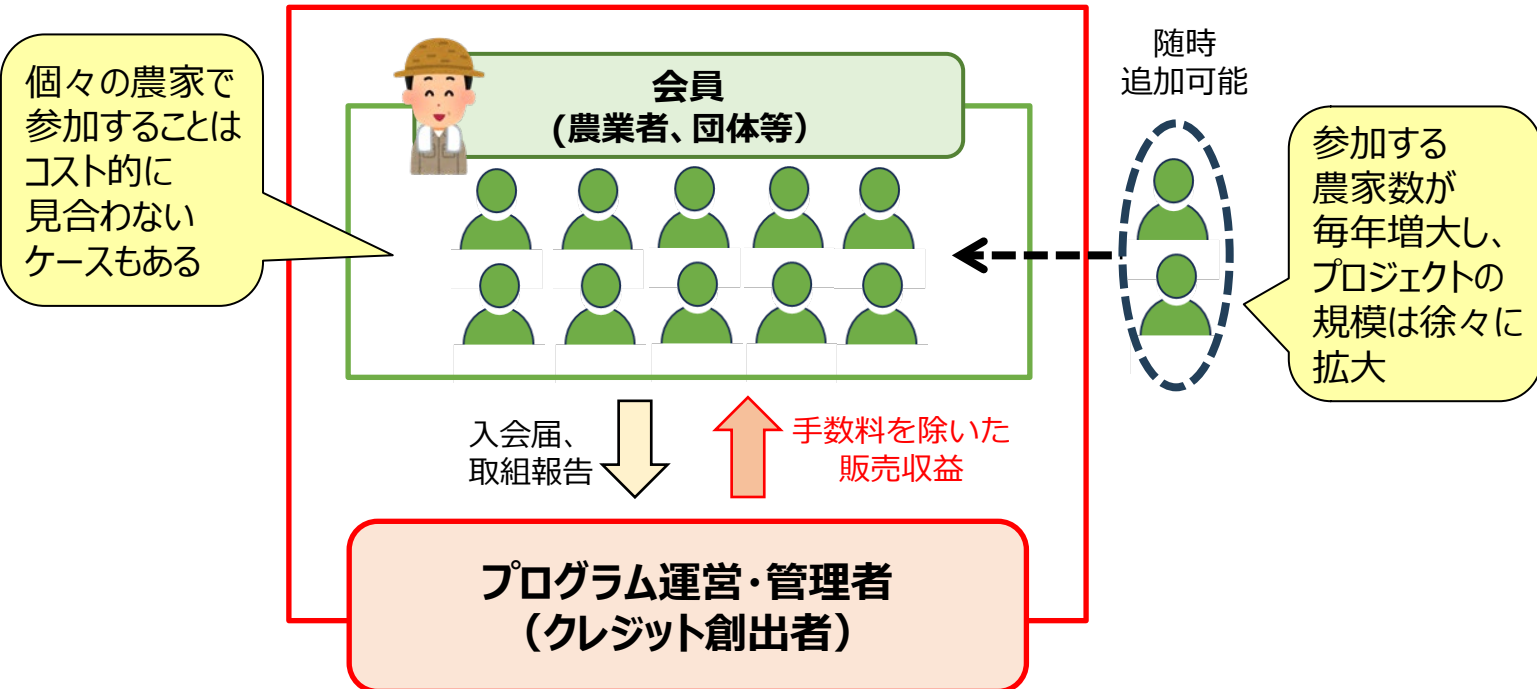 個々の農家で
参加することは
コスト的に
見合わない
ケースもある
会員
(農業者、団体等）
随時
追加可能
参加する
農家数が
毎年増大し、
プロジェクトの
規模は徐々に
拡大
入会届、
取組報告
手数料を除いた
販売収益
プログラム運営・管理者
（クレジット創出者）